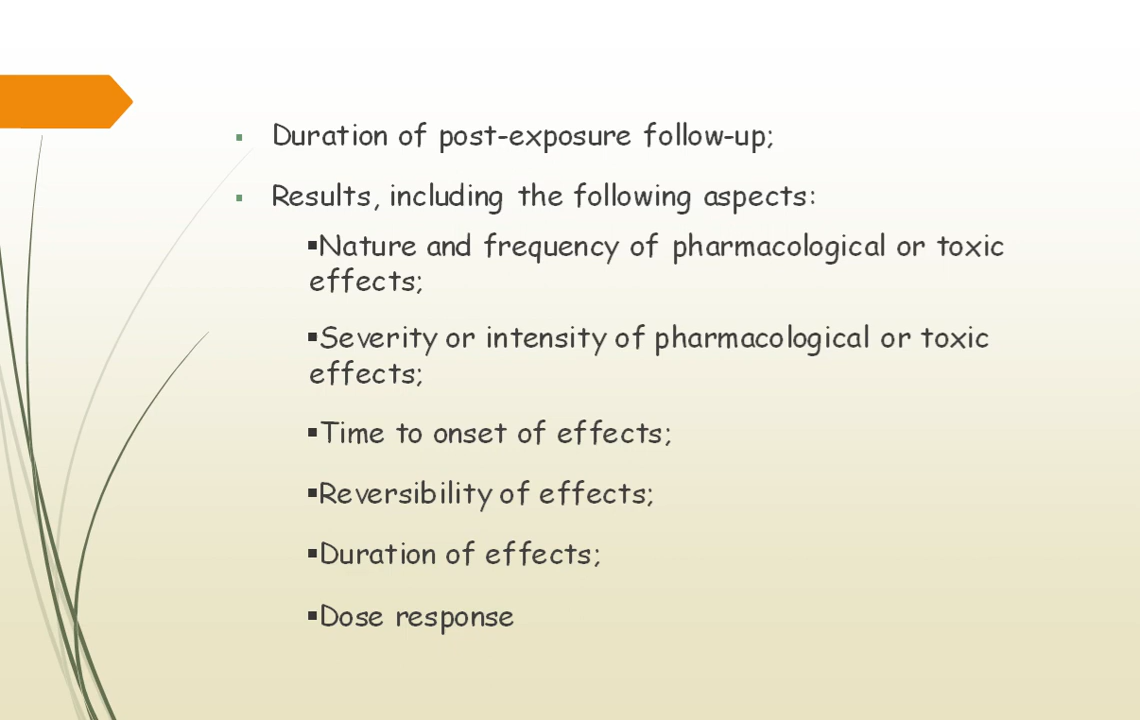 ▪ Duration of post-exposure follow-up;
▪ Results, including the following aspects:
▪Nature and frequency of pharmacological or toxic
effects;
▪Severity or intensity of pharmacological or toxic
effects;
▪Time to onset of effects;
▪Reversibility of effects;
▪Duration of effects;
▪Dose response